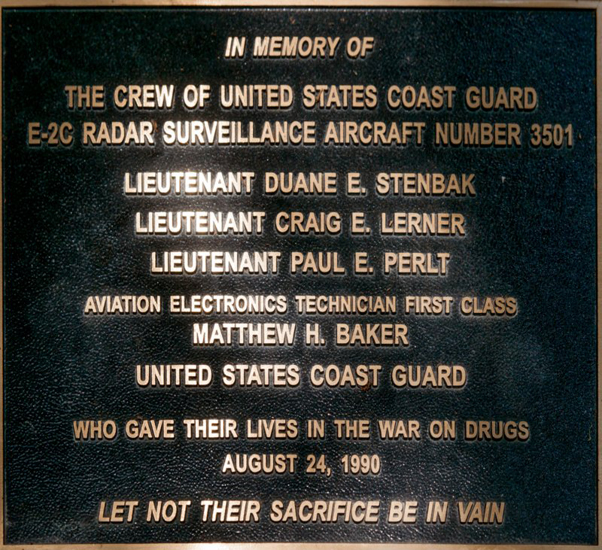 IN MEMORY OF
THE CREW OF UNITED STATES COAST GUARD
E-2C RADAR SURVEILLANCE AIRCRAFT NUMBER 3501
LIEUTENANT DUANE E. STENBAK
LIEUTENANT CRAIG E. LERNER
LIEUTENANT PAUL E. PERLT
AVIATION ELECTRONICS TECHNICIAN FIRST CLASS
MATTHEW H. BAKER
UNITED STATES COAST GUARD
WHO GAVE THEIR LIVES IN THE WAR ON DRUGS
AUGUST 24, 1990
LET NOT THEIR SACRIFICE BE IN VAIN